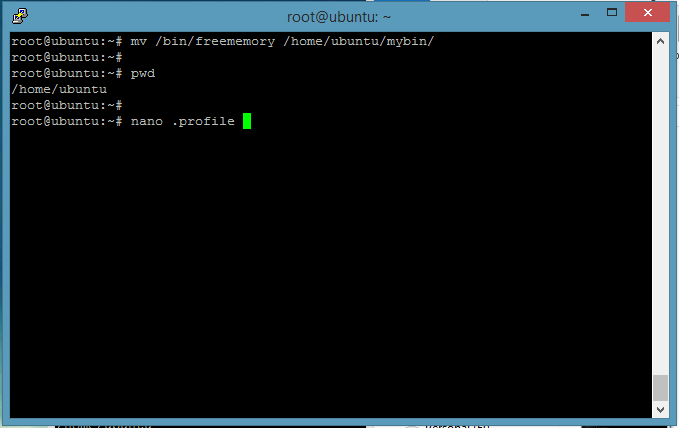 root@ubuntu: ~
root@ubuntu:~# mv /bin/freememory /home/ubuntu/mybin/
root@ubuntu:~#
root@ubuntu:~# pwd
/home/ubuntu
root@ubuntu:~#
root@ubuntu:~# nano .profile